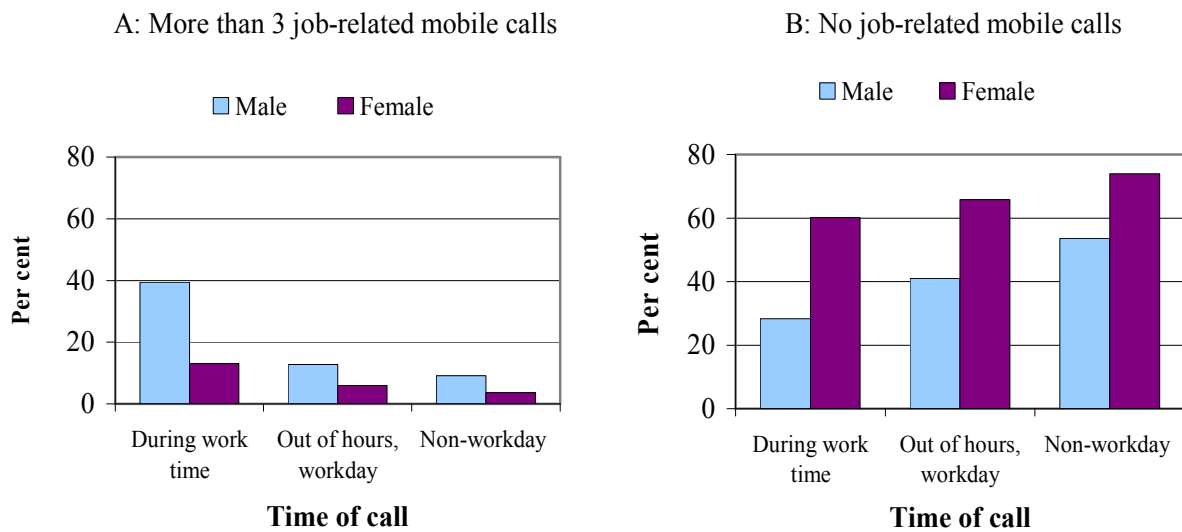 A: More than 3 job-related mobile calls
Male Female
80
60
40
20
0
Per cent
During work time
Out of hours, workday
Non-workday
Time of call
B: No job-related mobile calls
Male Female
80
60
40
20
0
Per cent
During work time
Out of hours, workday
Non-workday
Time of call